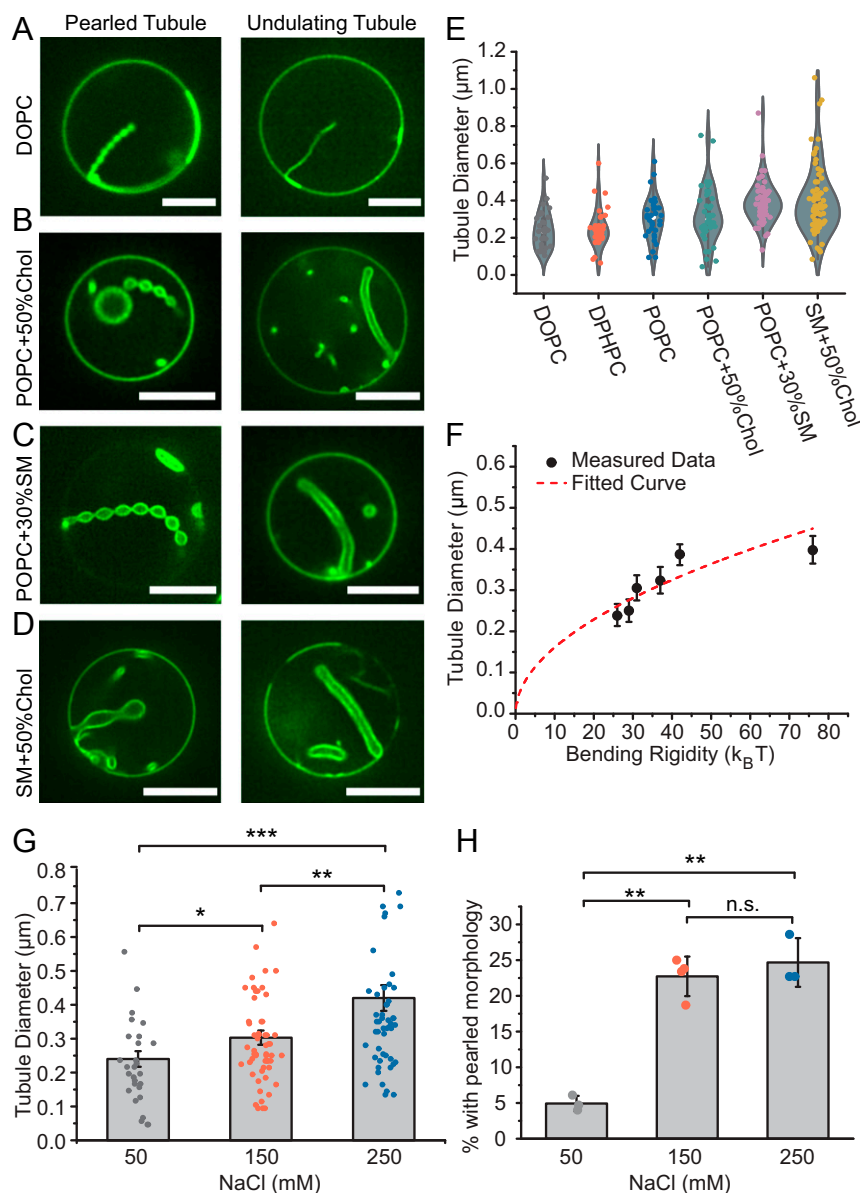 Pearled Tubule
Undulating Tubule
A
DOPC
B
POPC+50%Chol
C
POPC+30%SM
D
SM+50%Chol
E
Tubule Diameter (μm)
1.2
1.0
0.8
0.6
0.4
0.2
0.0
DOPC
DPHPC
POPC
POPC+50%Chol
POPC+30%SM
SM+50%Chol
F
Tubule Diameter (μm)
0.6
0.5
0.4
0.3
0.2
0.1
0.0
Measured Data
Fitted Curve
0 10 20 30 40 50 60 70 80
Bending Rigidity (kBT)
G
Tubule Diameter (μm)
0.8
0.7
0.6
0.5
0.4
0.3
0.2
0.1
0.0
***
**
*
50 150 250
NaCl (mM)
H
% with pearled morphology
30
25
20
15
10
5
0
**
**
n.s.
50 150 250
NaCl (mM)